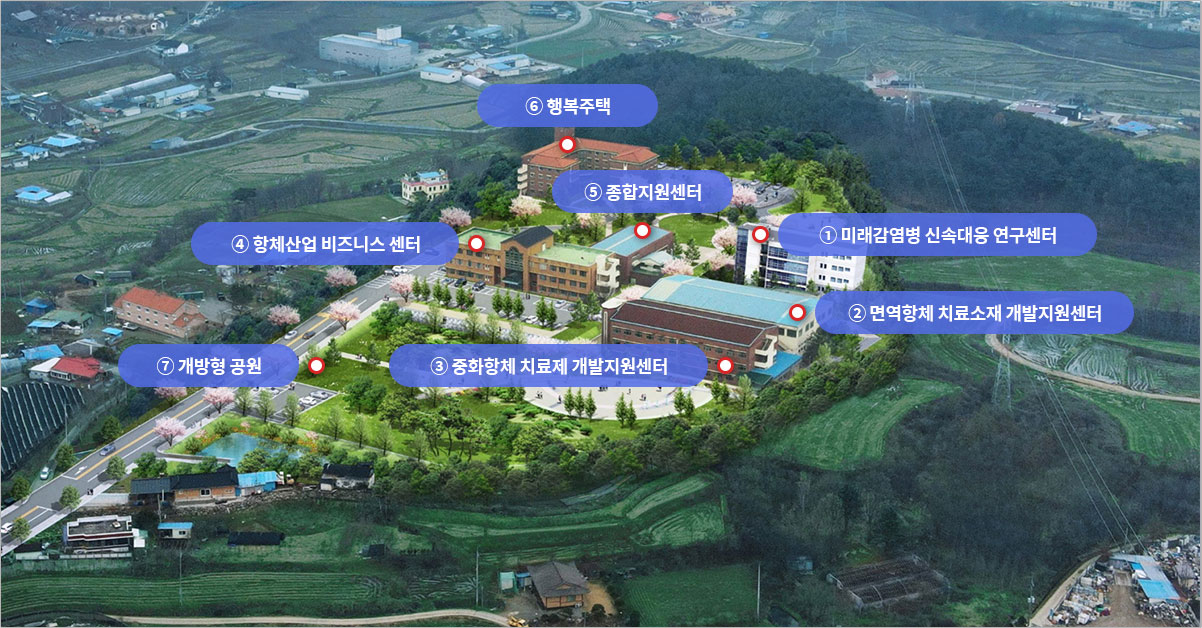 ⑥ 행복주택
⑤ 종합지원센터
④ 항체산업 비즈니스 센터
① 미래감염병 신속대응 연구센터
② 면역항체 치료소재 개발지원센터
⑦ 개방형 공원
③ 중화항체 치료제 개발지원센터